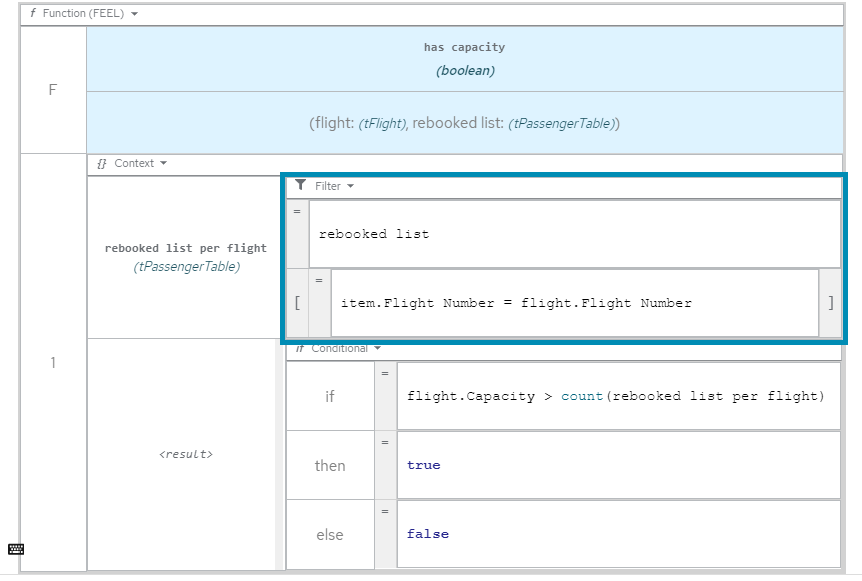 f Function (FEEL)
F
has capacity
(boolean)
(flight: (tFlight), rebooked list: (tPassengerTable))
1
{} Context
rebooked list per flight
(tPassengerTable)
Filter
=
rebooked list
=
[ item.Flight Number = flight.Flight Number ]
<result>
if Conditional
=
if flight.Capacity > count(rebooked list per flight)
=
then true
=
else false